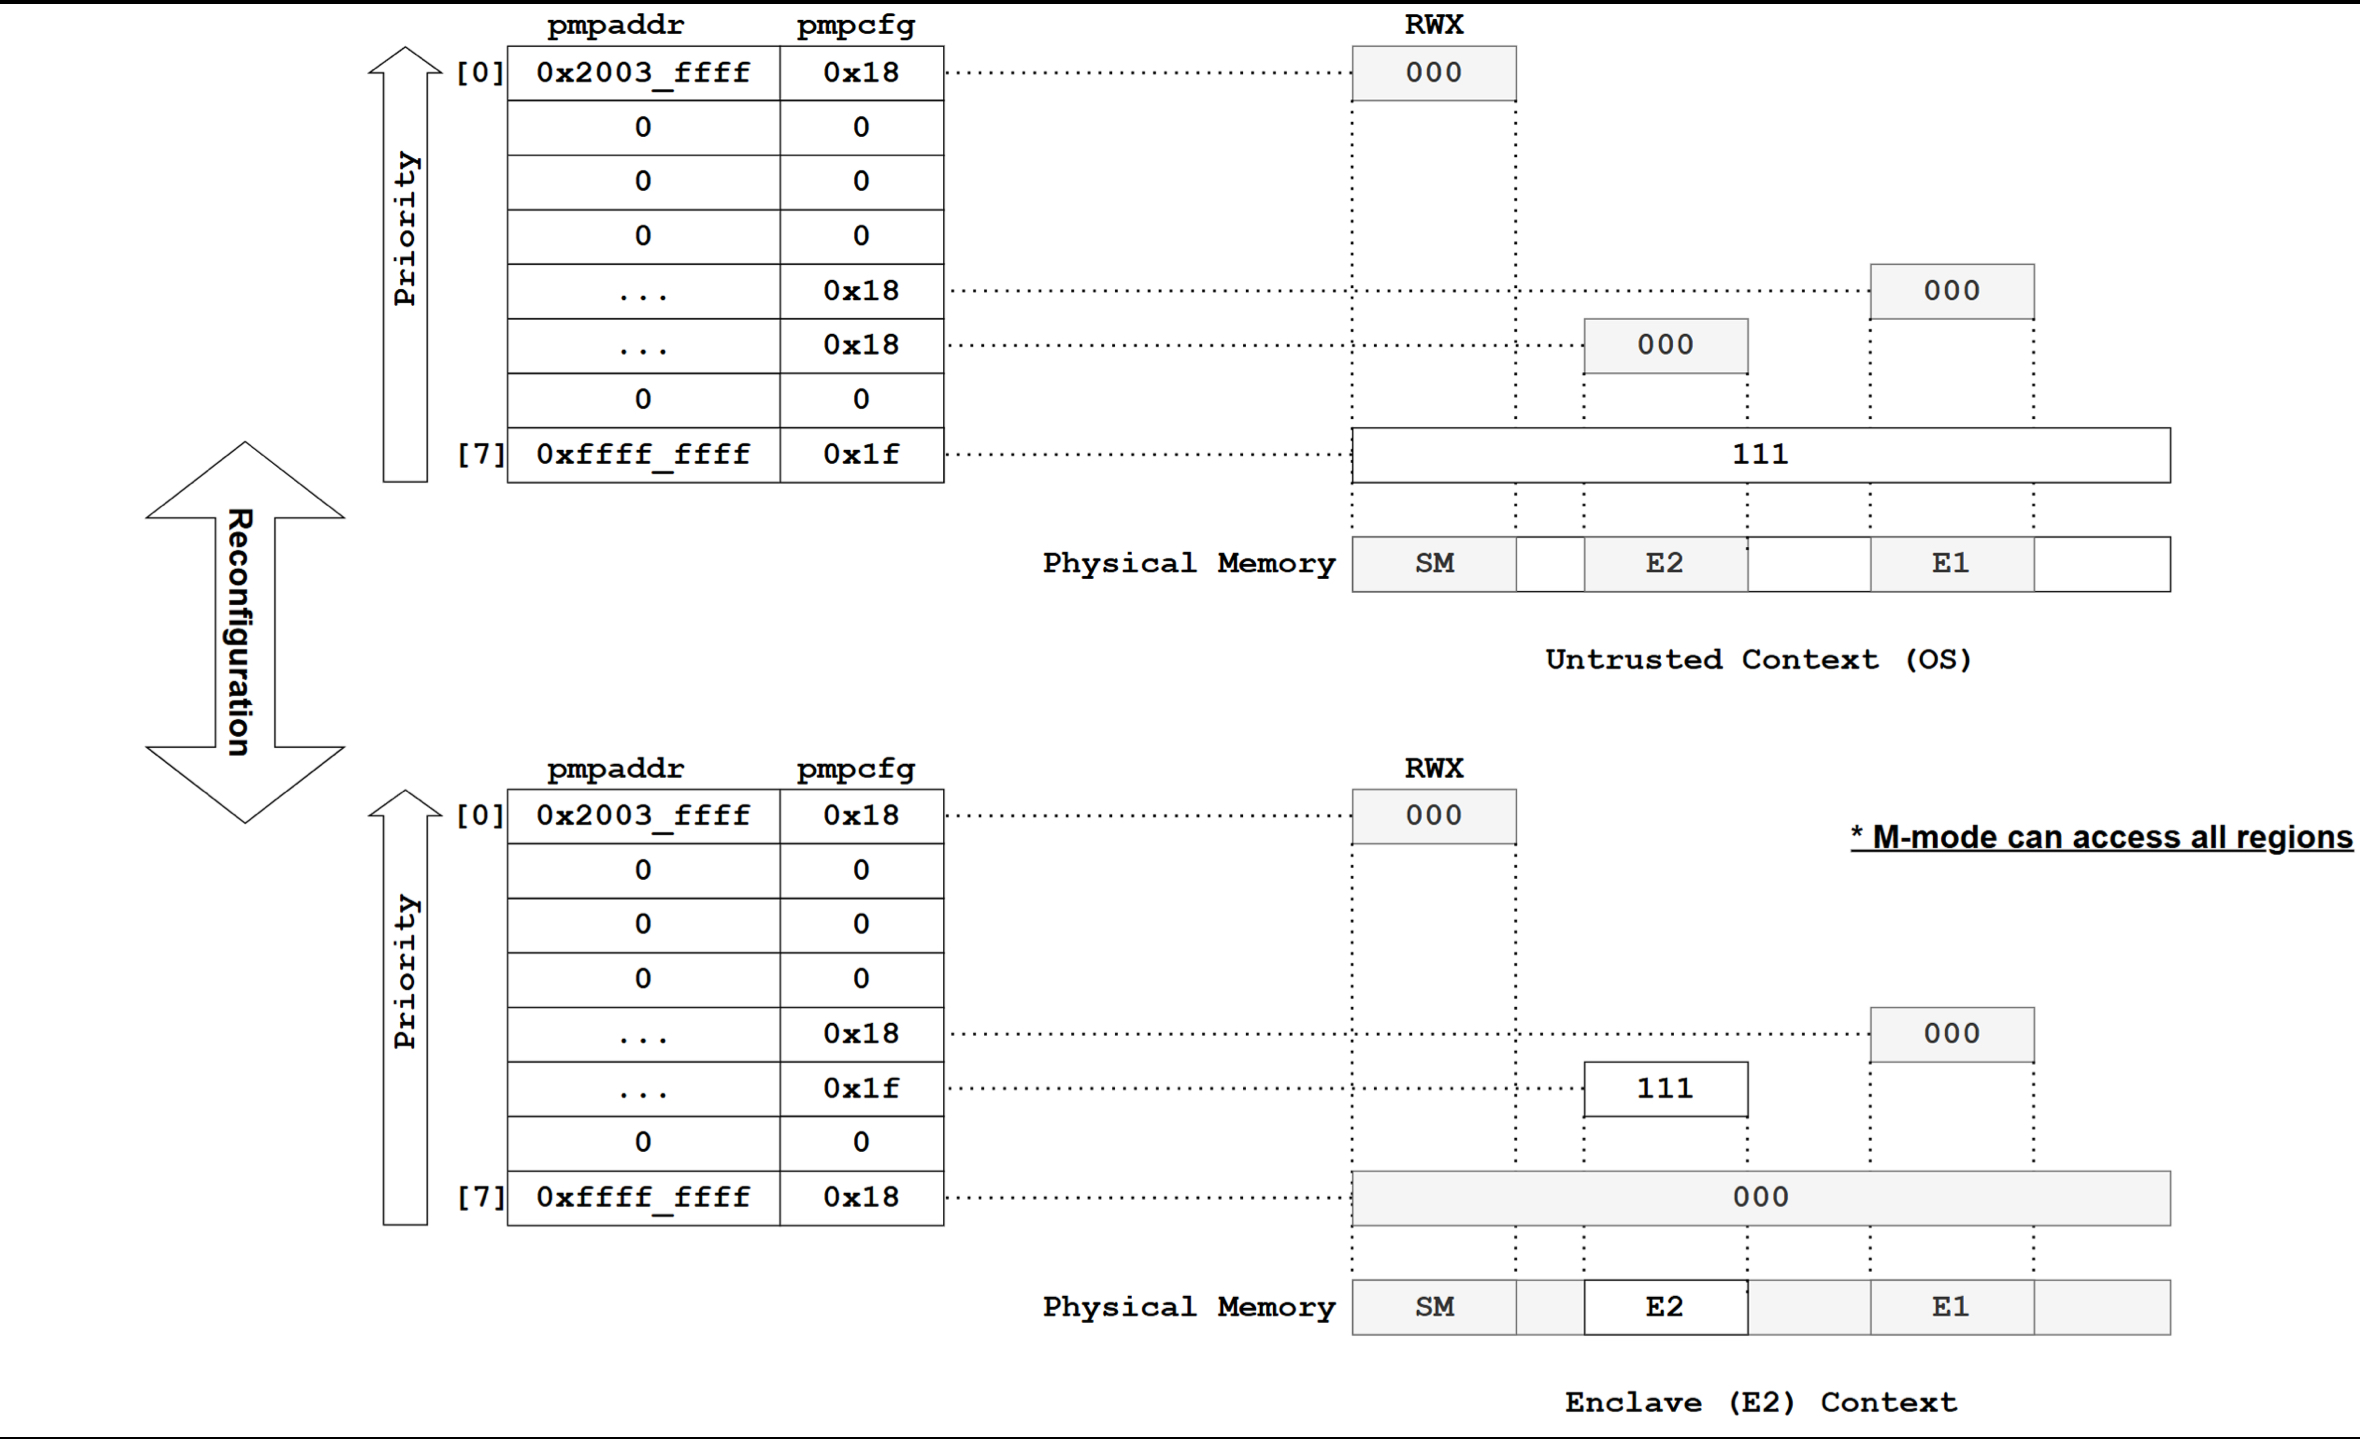 pmpaddr pmpcfg RWX
[0] 0x2003_ffff 0x18 000
0 0
0 0
0 0
... 0x18 000
... 0x18 000
0 0
[7] 0xffff_ffff 0x1f 111
Priority
Physical Memory SM E2 E1
Untrusted Context (OS)
Reconfiguration
pmpaddr pmpcfg RWX
[0] 0x2003_ffff 0x18 000
* M-mode can access all regions
0 0
0 0
0 0
... 0x18 000
... 0x1f 111
0 0
[7] 0xffff_ffff 0x18 000
Priority
Physical Memory SM E2 E1
Enclave (E2) Context